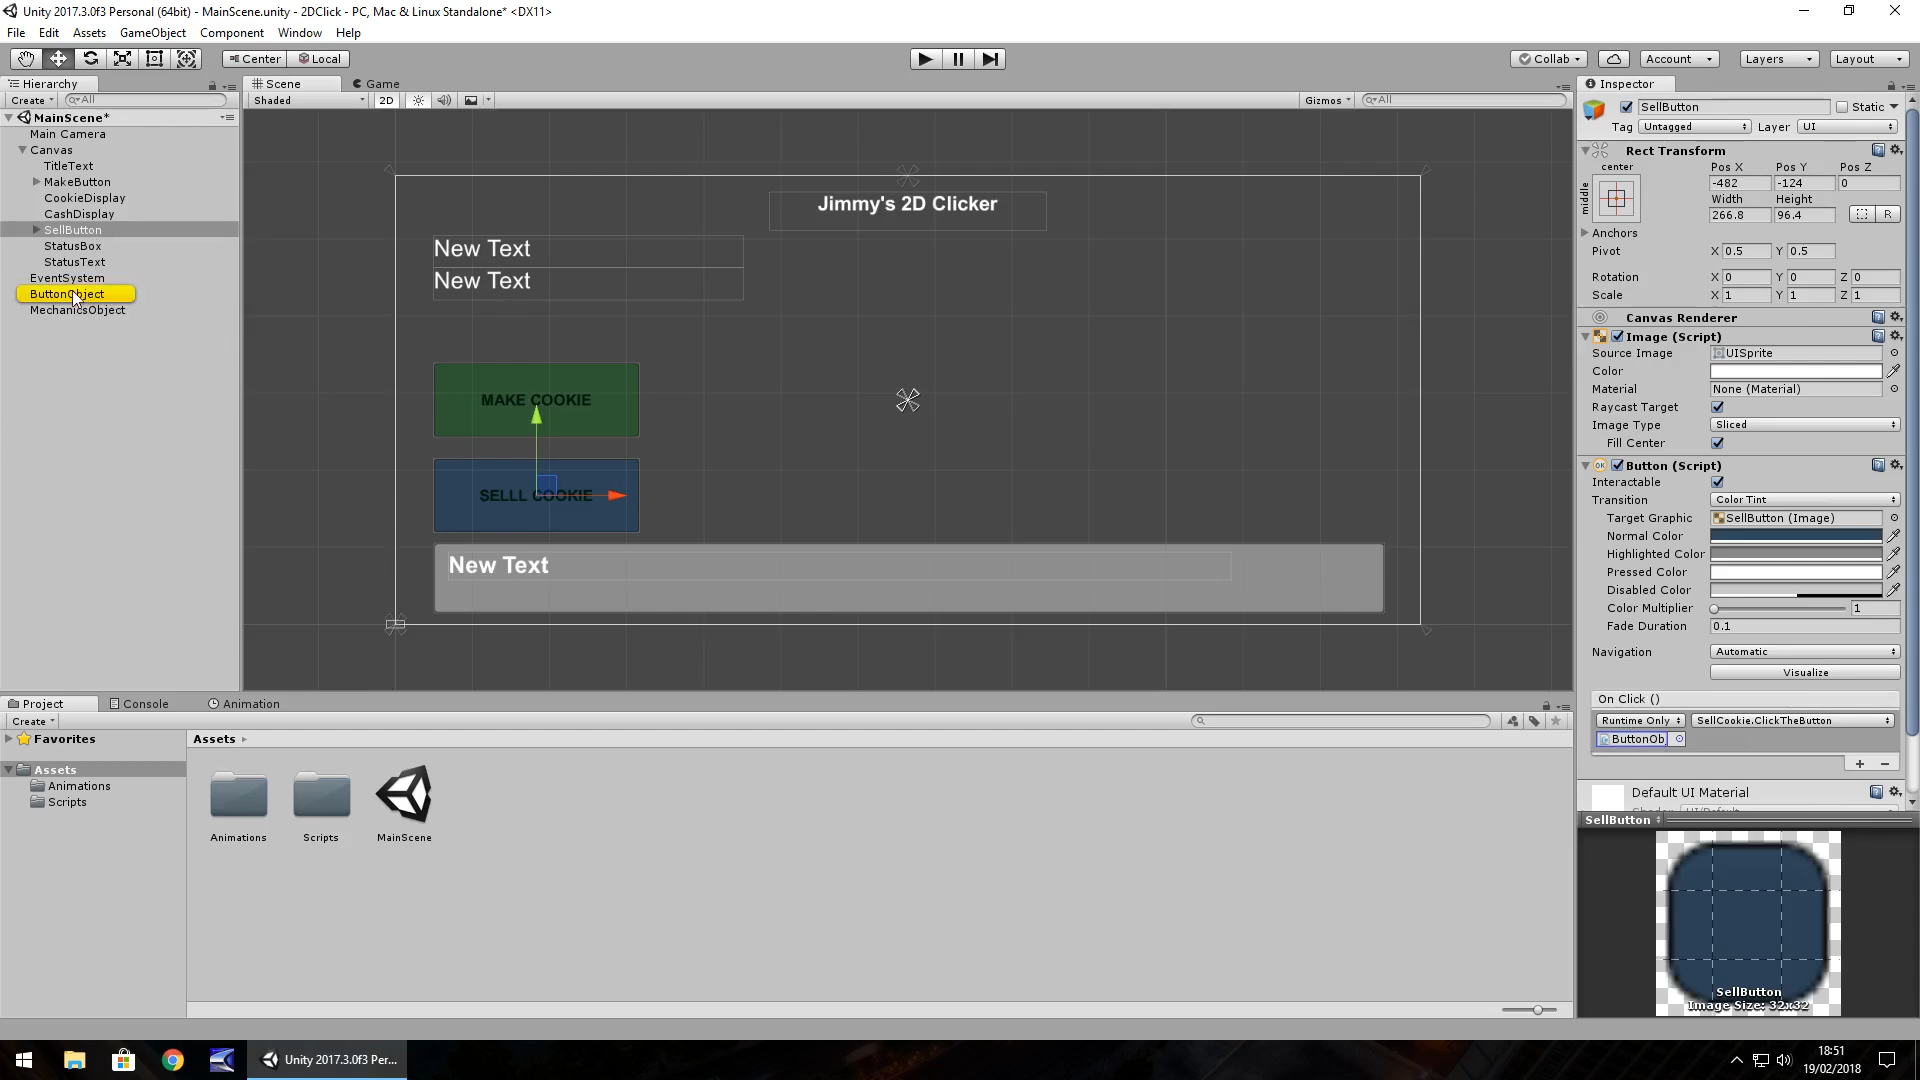 Unity 2017.3.0f3 Personal (64bit) - MainScene.unity - 2DClick - PC, Mac & Linux Standalone* <DX11>
File Edit Assets GameObject Component Window Help
Center Local
Collab Account Layers Layout
Hierarchy
Create All
MainScene*
Main Camera
Canvas
TitleText
MakeButton
CookieDisplay
CashDisplay
SellButton
StatusBox
StatusText
EventSystem
ButtonObject
MechanicsObject
Scene Game
Shaded 2D Gizmos All
Jimmy's 2D Clicker
New Text
New Text
MAKE COOKIE
SELLL COOKIE
New Text
Inspector
SellButton Static
Tag Untagged Layer UI
Rect Transform
center
middle
Pos X Pos Y Pos Z
-482 -124 0
Width Height
266.8 96.4 R
Anchors
Pivot X 0.5 Y 0.5
Rotation X 0 Y 0 Z 0
Scale X 1 Y 1 Z 1
Canvas Renderer
Image (Script)
Source Image UISprite
Color
Material None (Material)
Raycast Target
Image Type Sliced
Fill Center
OK Button (Script)
Interactable
Transition Color Tint
Target Graphic SellButton (Image)
Normal Color
Highlighted Color
Pressed Color
Disabled Color
Color Multiplier 1
Fade Duration 0.1
Navigation Automatic
Visualize
On Click ()
Runtime Only SellCookie.ClickTheButton
ButtonObj
Default UI Material
SellButton
SellButton
Image Size: 32x32
Project Console Animation
Create
Favorites
Assets
Animations
Scripts
Assets
Animations Scripts MainScene
Unity 2017.3.0f3 Per...
18:51
19/02/2018